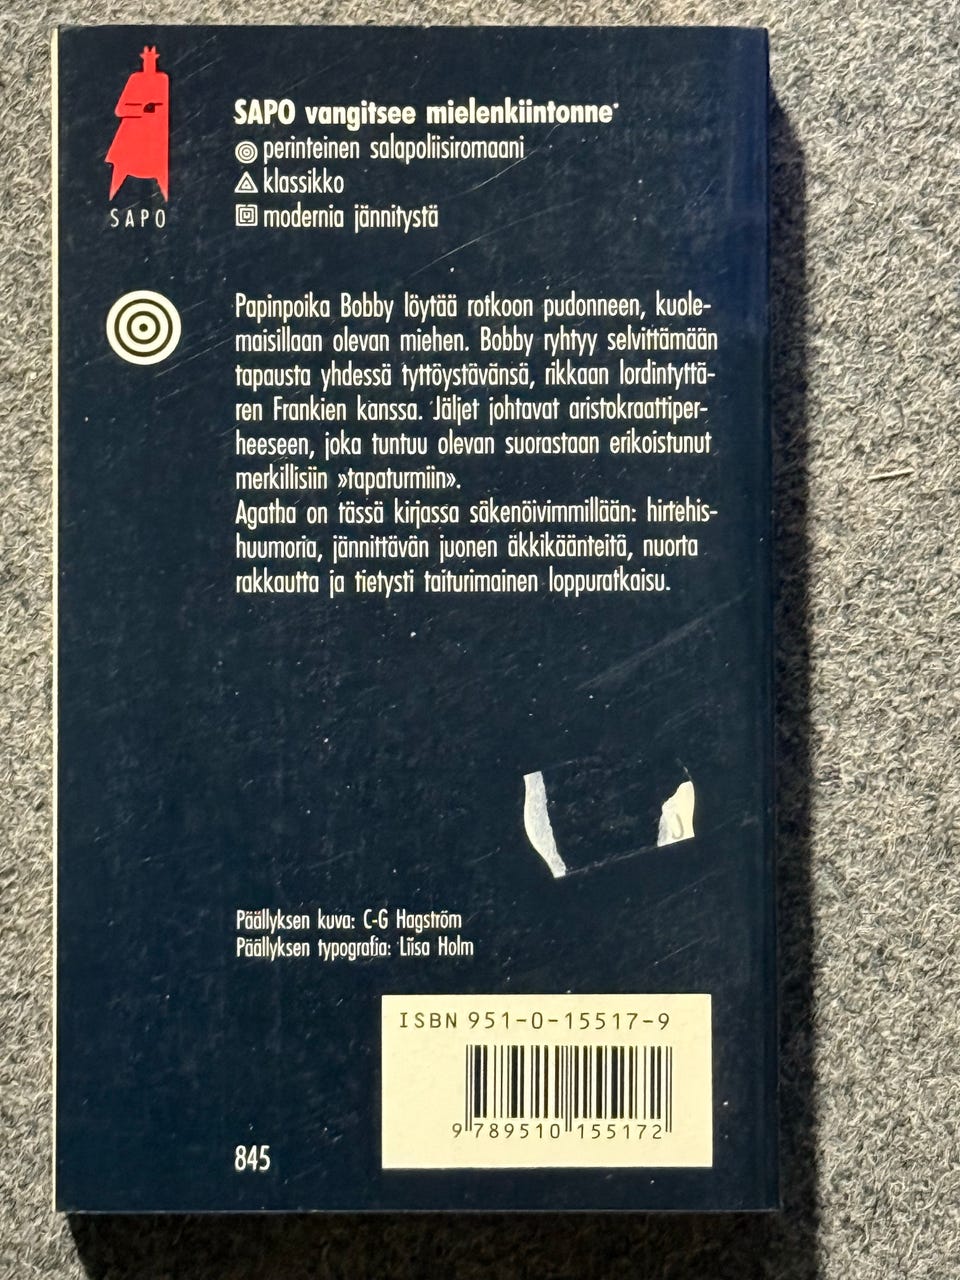 SAPO vangitsee mielenkiintonne
perinteinen salapoliisiromaani
klassikko
modernia jännitystä
SAPO
Papinpoika Bobby löytää rotkoon pudonneen, kuole-
maisillaan olevan miehen. Bobby ryhtyy selvittämään
tapausta yhdessä tyttöystävänsä, rikkaan lordintyttä-
ren Frankien kanssa. Jäljet johtavat aristokraattiper-
heeseen, joka tuntuu olevan suorastaan erikoistunut
merkillisiin »tapaturmiin».
Agatha on tässä kirjassa säkenöivimmillään: hirtehis-
huumoria, jännittävän juonen äkkikäänteitä, nuorta
rakkautta ja tietysti taiturimainen loppuratkaisu.
Päällyksen kuva: C-G Hagström
Päällyksen typografia: Liisa Holm
ISBN 951-0-15517-9
9 789510 155172
845